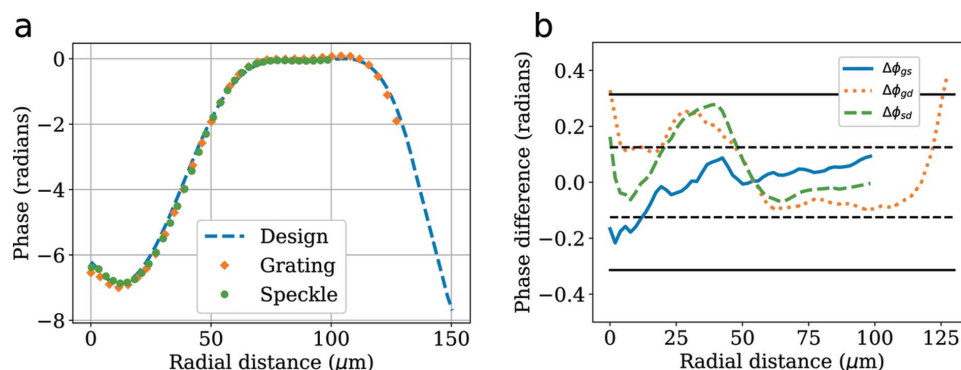 a
Phase (radians)
0
−2
−4
−6
−8
Design
Grating
Speckle
0
50
100
150
Radial distance (μm)
b
Phase difference (radians)
0.4
0.2
0.0
−0.2
−0.4
Δϕgs
Δϕgd
Δϕsd
0
25
50
75
100
125
Radial distance (μm)